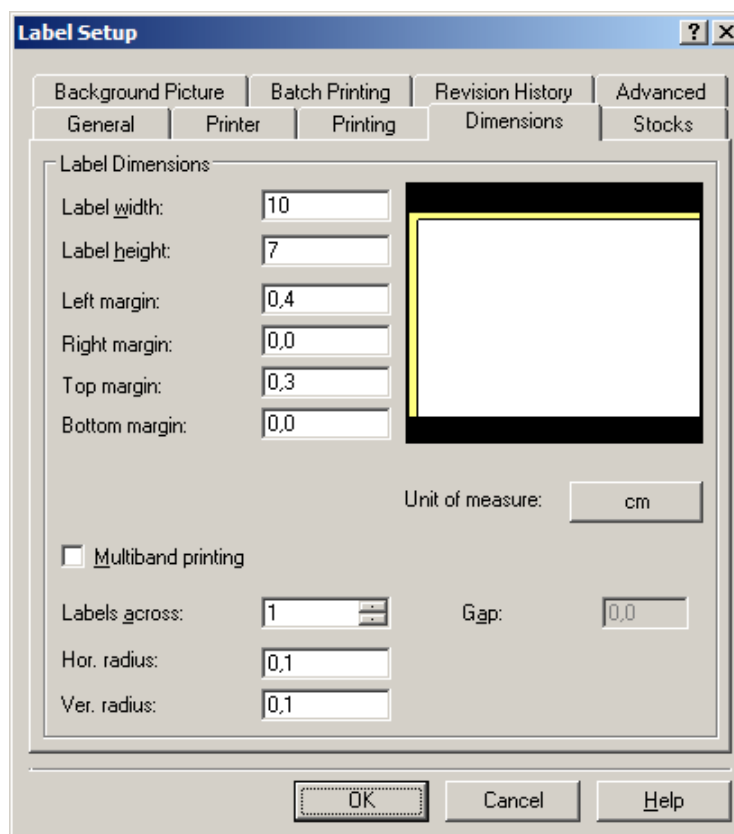 Label Setup
Background Picture Batch Printing Revision History Advanced
General Printer Printing Dimensions Stocks
Label Dimensions
Label width: 10
Label height: 7
Left margin: 0,4
Right margin: 0,0
Top margin: 0,3
Bottom margin: 0,0
Unit of measure: cm
Multiband printing
Labels across: 1 Gap: 0,0
Hor. radius: 0,1
Ver. radius: 0,1
OK Cancel Help